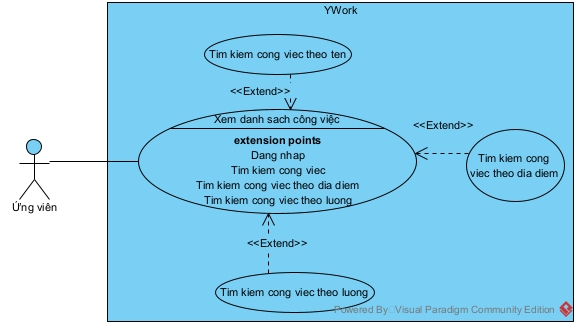 YWork
Tim kiem cong viec theo ten
<<Extend>>
Xem danh sach công việc
extension points
Dang nhap
Tim kiem cong viec
Tim kiem cong viec theo dia diem
Tim kiem cong viec theo luong
<<Extend>>
Tim kiem cong
viec theo dia diem
Ứng viên
<<Extend>>
Tim kiem cong viec theo luong
Powered By: Visual Paradigm Community Edition